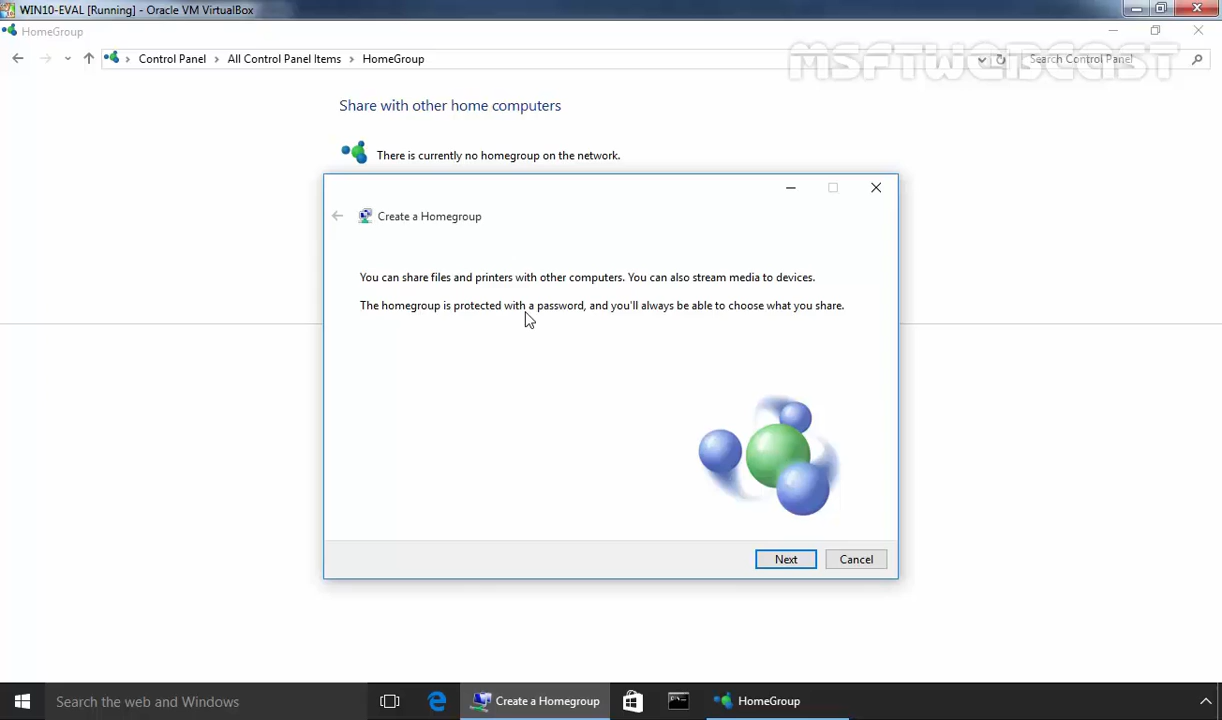 WIN10-EVAL [Running] - Oracle VM VirtualBox
HomeGroup
Control Panel > All Control Panel Items > HomeGroup
Search Control Panel
MSFTWEBCAST
Share with other home computers
There is currently no homegroup on the network.
Create a Homegroup
You can share files and printers with other computers. You can also stream media to devices.
The homegroup is protected with a password, and you'll always be able to choose what you share.
Next
Cancel
Search the web and Windows
Create a Homegroup
HomeGroup